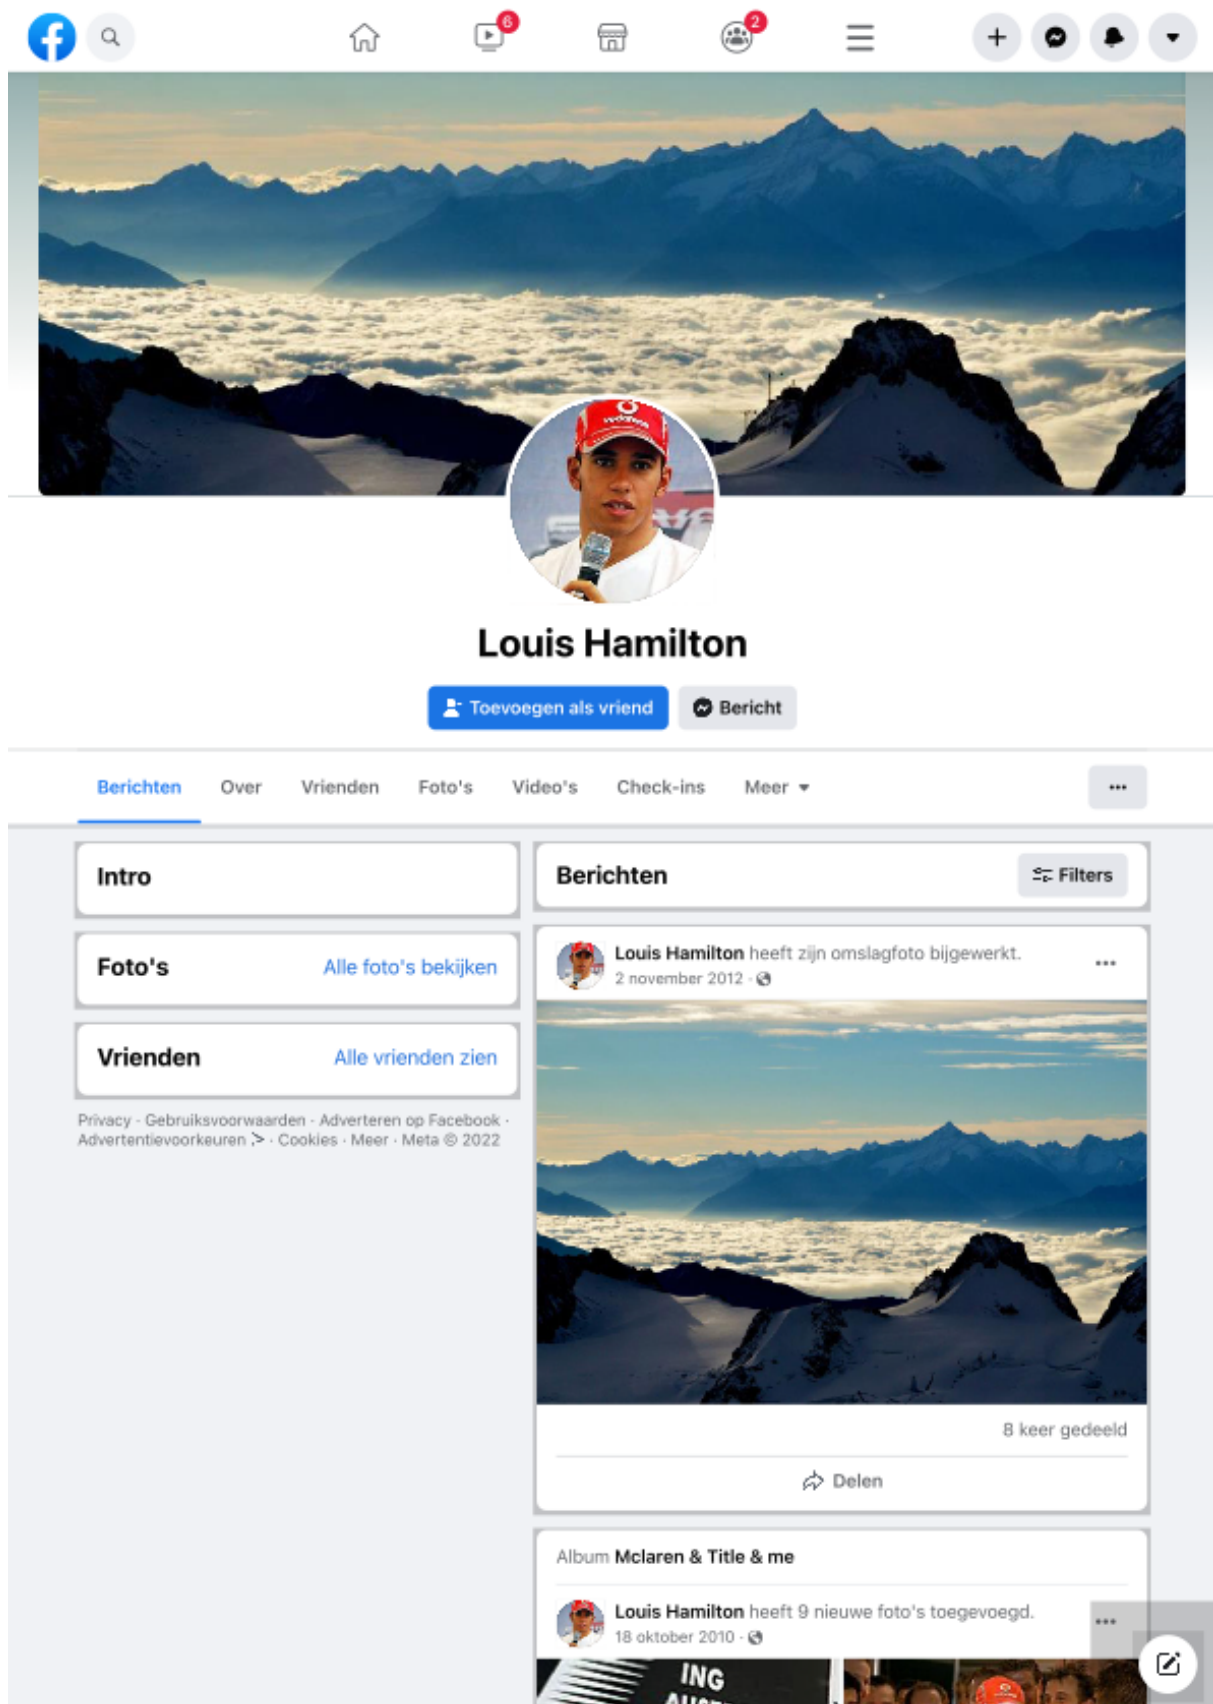 6
2
vodafone
Louis Hamilton
Toevoegen als vriend
Bericht
Berichten
Over
Vrienden
Foto's
Video's
Check-ins
Meer
Intro
Foto's
Alle foto's bekijken
Vrienden
Alle vrienden zien
Privacy · Gebruiksvoorwaarden · Adverteren op Facebook ·
Advertentievoorkeuren · Cookies · Meer · Meta © 2022
Berichten
Filters
Louis Hamilton heeft zijn omslagfoto bijgewerkt.
2 november 2012 ·
8 keer gedeeld
Delen
Album Mclaren & Title & me
Louis Hamilton heeft 9 nieuwe foto's toegevoegd.
18 oktober 2010 ·
ING